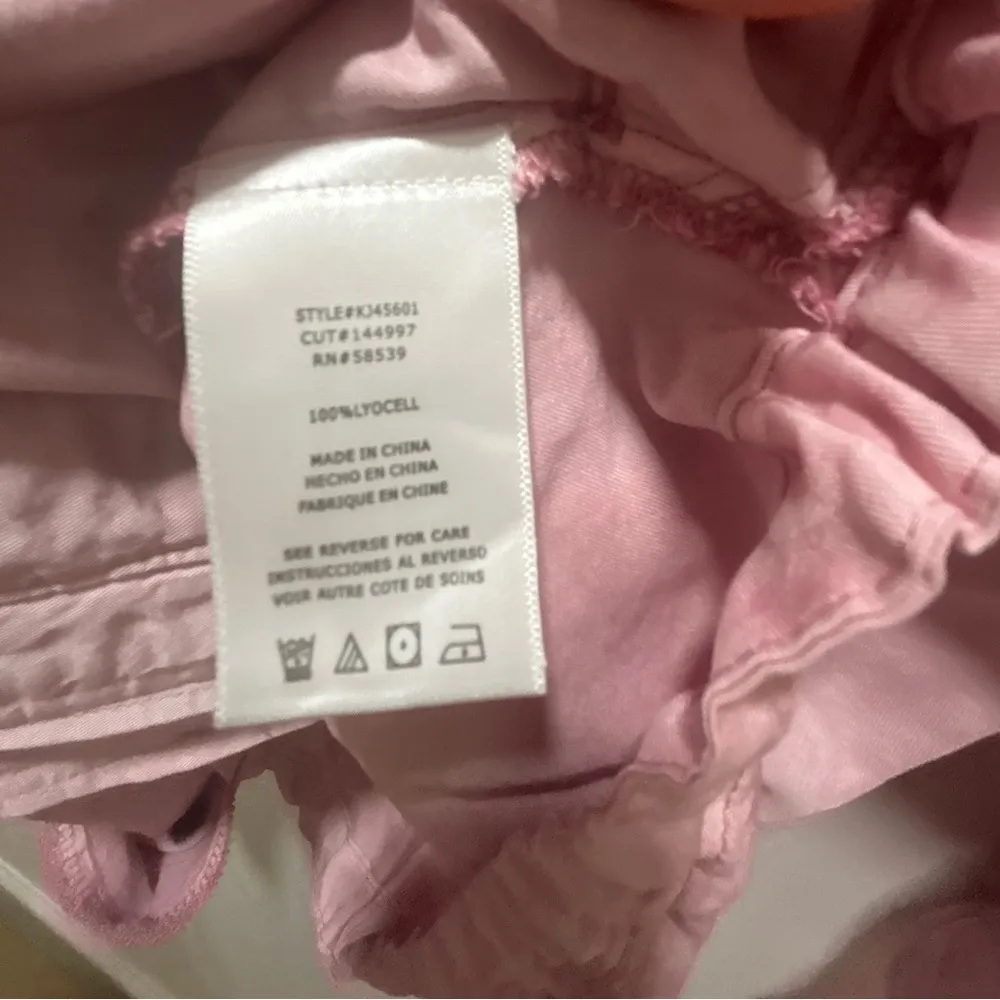 STYLE#KJ45601
CUT#144997
RN#58539
100%LYOCELL
MADE IN CHINA
HECHO EN CHINA
FABRIQUE EN CHINE
SEE REVERSE FOR CARE
INSTRUCCIONES AL REVERSO
VOIR AUTRE COTE DE SOINS